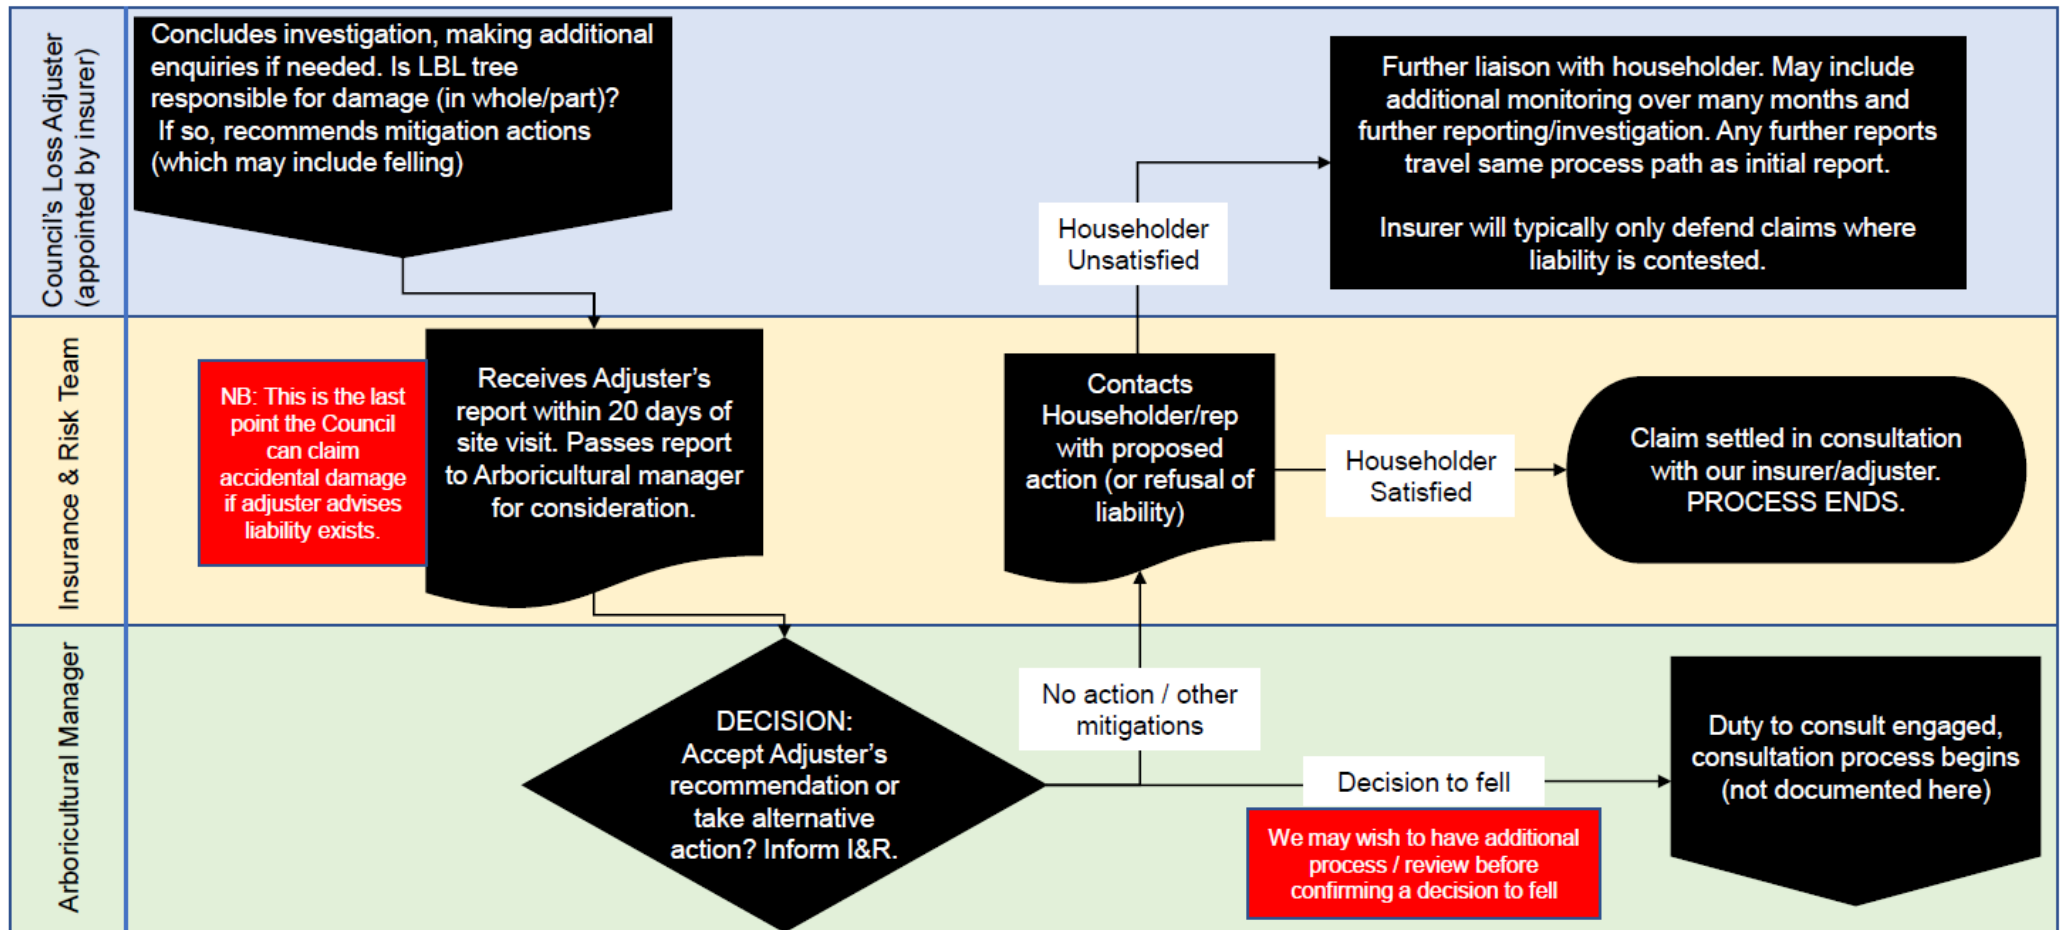 Council's Loss Adjuster
(appointed by insurer)
Concludes investigation, making additional
enquiries if needed. Is LBL tree
responsible for damage (in whole/part)?
If so, recommends mitigation actions
(which may include felling)
Further liaison with householder. May include
additional monitoring over many months and
further reporting/investigation. Any further reports
travel same process path as initial report.
Insurer will typically only defend claims where
liability is contested.
Householder
Unsatisfied
Insurance & Risk Team
NB: This is the last
point the Council
can claim
accidental damage
if adjuster advises
liability exists.
Receives Adjuster's
report within 20 days of
site visit. Passes report
to Arboricultural manager
for consideration.
Contacts
Householder/rep
with proposed
action (or refusal of
liability)
Householder
Satisfied
Claim settled in consultation
with our insurer/adjuster.
PROCESS ENDS.
Arboricultural Manager
DECISION:
Accept Adjuster's
recommendation or
take alternative
action? Inform I&R.
No action / other
mitigations
Decision to fell
We may wish to have additional
process / review before
confirming a decision to fell
Duty to consult engaged,
consultation process begins
(not documented here)